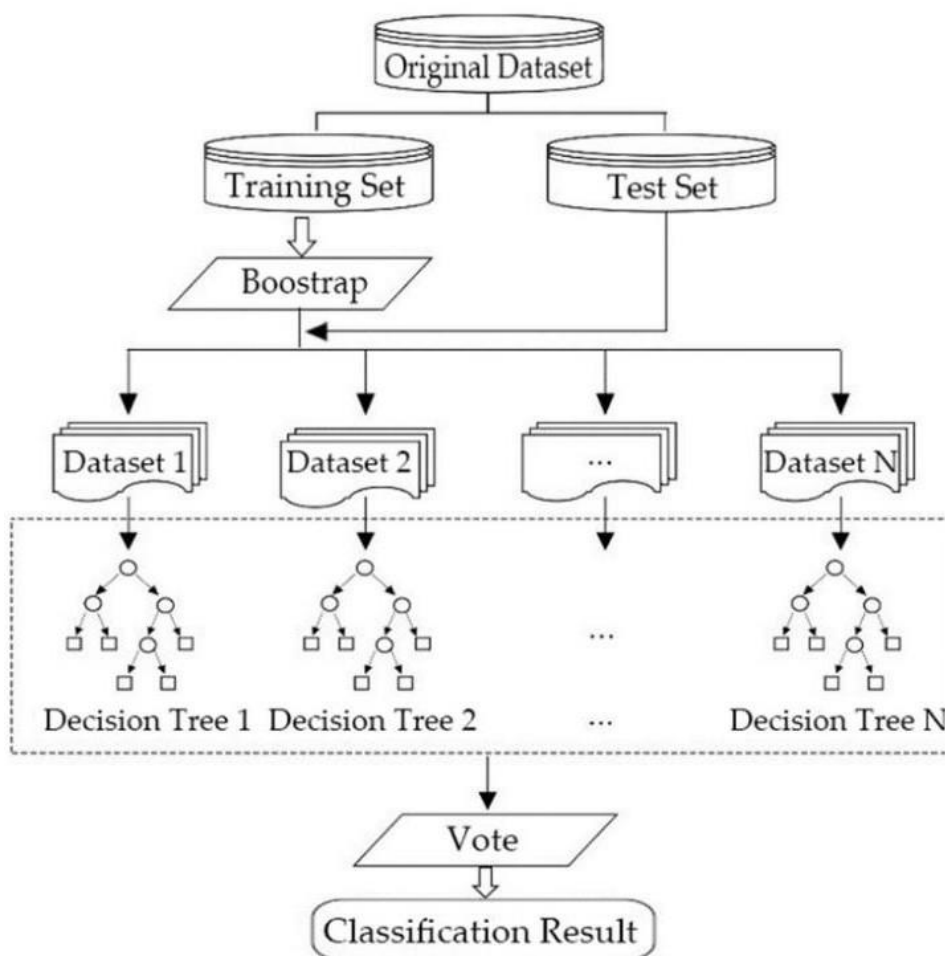 Original Dataset
Training Set
Test Set
Boostrap
Dataset 1
Dataset 2
...
Dataset N
...
Decision Tree 1
Decision Tree 2
...
Decision Tree N
Vote
Classification Result